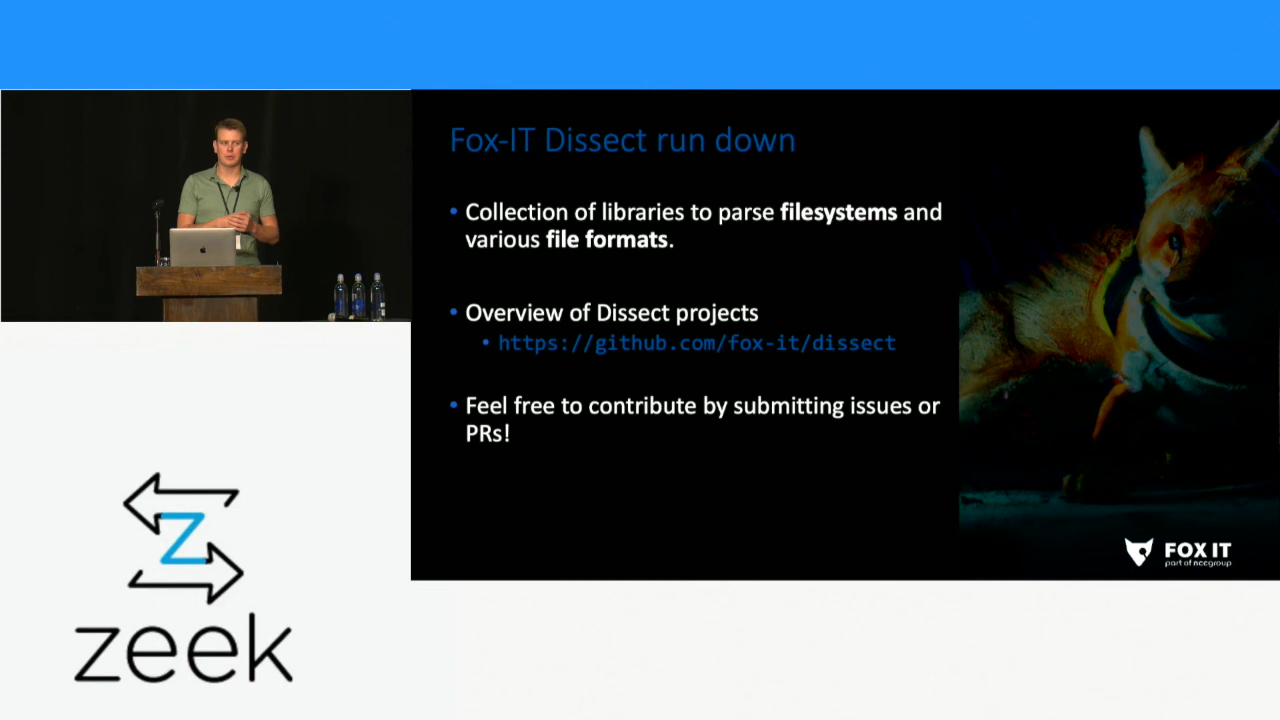 Fox-IT Dissect run down
• Collection of libraries to parse filesystems and
various file formats.
• Overview of Dissect projects
• https://github.com/fox-it/dissect
• Feel free to contribute by submitting issues or
PRs!
FOX IT
part of nccgroup
Z
zeek